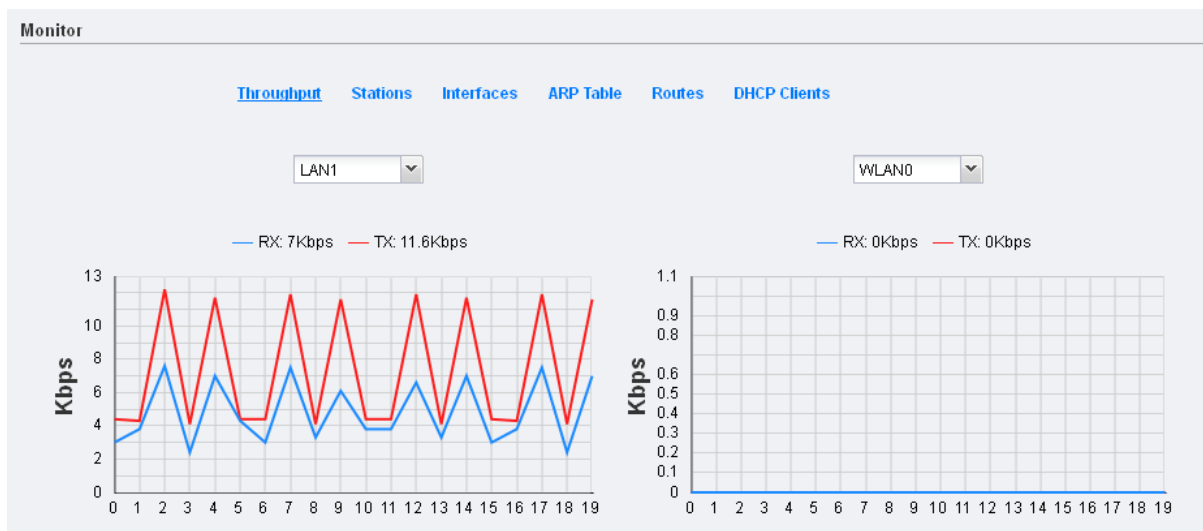 Monitor
Throughput Stations Interfaces ARP Table Routes DHCP Clients
LAN1
WLAN0
RX: 7Kbps TX: 11.6Kbps
RX: 0Kbps TX: 0Kbps
Kbps
13
10
8
6
4
2
0
0 1 2 3 4 5 6 7 8 9 10 11 12 13 14 15 16 17 18 19
Kbps
1.1
0.9
0.8
0.6
0.5
0.4
0.3
0.2
0.1
0
0 1 2 3 4 5 6 7 8 9 10 11 12 13 14 15 16 17 18 19